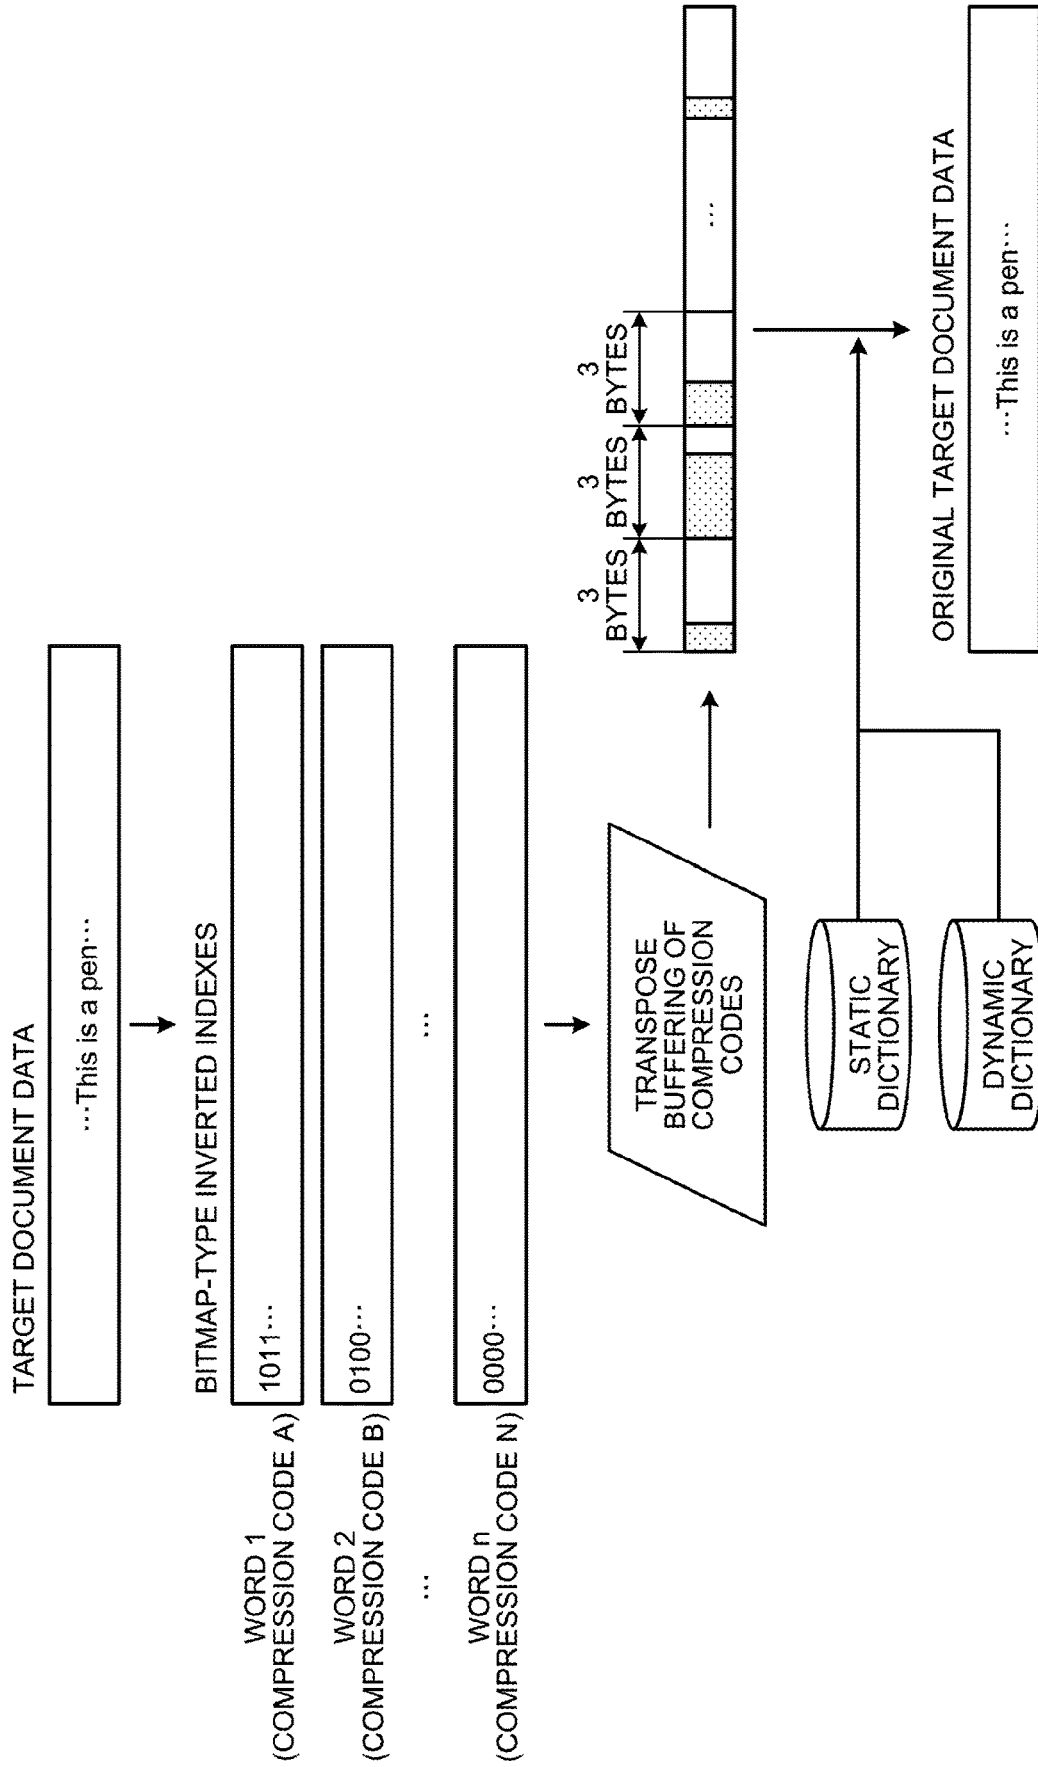 TARGET DOCUMENT DATA
…This is a pen…
BITMAP-TYPE INVERTED INDEXES
WORD 1
(COMPRESSION CODE A)
1011…
WORD 2
(COMPRESSION CODE B)
0100…
…
…
WORD n
(COMPRESSION CODE N)
0000…
TRANSPOSE
BUFFERING OF
COMPRESSION
CODES
3
BYTES
3
BYTES
3
BYTES
…
STATIC
DICTIONARY
DYNAMIC
DICTIONARY
ORIGINAL TARGET DOCUMENT DATA
…This is a pen…